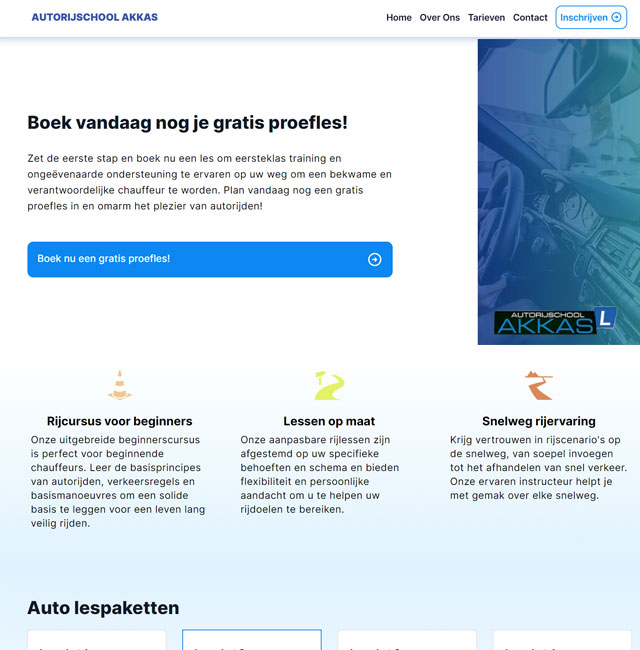 AUTORIJSCHOOL AKKAS
Home Over Ons Tarieven Contact Inschrijven
Boek vandaag nog je gratis proefles!
Zet de eerste stap en boek nu een les om eersteklas training en
ongeëvenaarde ondersteuning te ervaren op uw weg om een bekwame en
verantwoordelijke chauffeur te worden. Plan vandaag nog een gratis
proefles in en omarm het plezier van autorijden!
Boek nu een gratis proefles!
AUTORIJSCHOOL
AKKAS L
Rijcursus voor beginners
Onze uitgebreide beginnerscursus
is perfect voor beginnende
chauffeurs. Leer de basisprincipes
van autorijden, verkeersregels en
basismanoeuvres om een solide
basis te leggen voor een leven lang
veilig rijden.
Lessen op maat
Onze aanpasbare rijlessen zijn
afgestemd op uw specifieke
behoeften en schema en bieden
flexibiliteit en persoonlijke
aandacht om u te helpen uw
rijdoelen te bereiken.
Snelweg rijervaring
Krijg vertrouwen in rijscenario's op
de snelweg, van soepel invoegen
tot het afhandelen van snel verkeer.
Onze ervaren instructeur helpt je
met gemak over elke snelweg.
Auto lespaketten